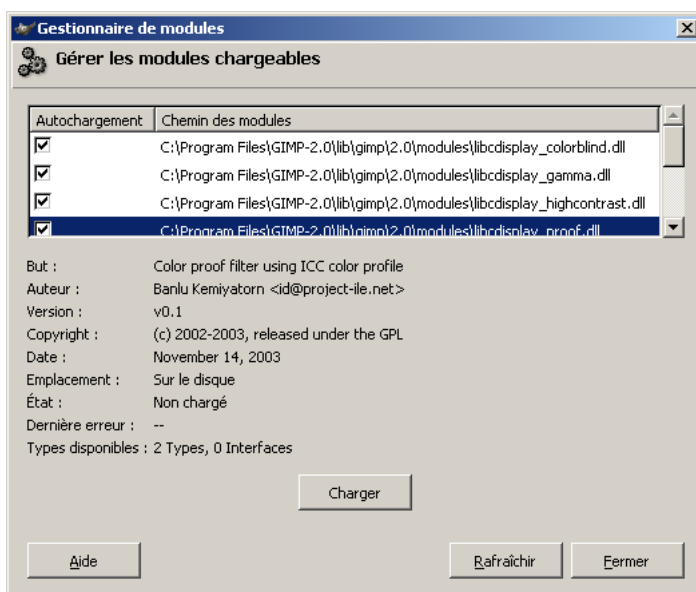 Gestionnaire de modules
Gérer les modules chargeables
Autochargement Chemin des modules
C:\Program Files\GIMP-2.0\lib\gimp\2.0\modules\libcdisplay_colorblind.dll
C:\Program Files\GIMP-2.0\lib\gimp\2.0\modules\libcdisplay_gamma.dll
C:\Program Files\GIMP-2.0\lib\gimp\2.0\modules\libcdisplay_highcontrast.dll
C:\Program Files\GIMP-2.0\lib\gimp\2.0\modules\libcdisplay_proof.dll
But : Color proof filter using ICC color profile
Auteur : Banlu Kemiyatorn <id@project-ile.net>
Version : v0.1
Copyright : (c) 2002-2003, released under the GPL
Date : November 14, 2003
Emplacement : Sur le disque
État : Non chargé
Dernière erreur : --
Types disponibles : 2 Types, 0 Interfaces
Charger
Aide Rafraîchir Fermer